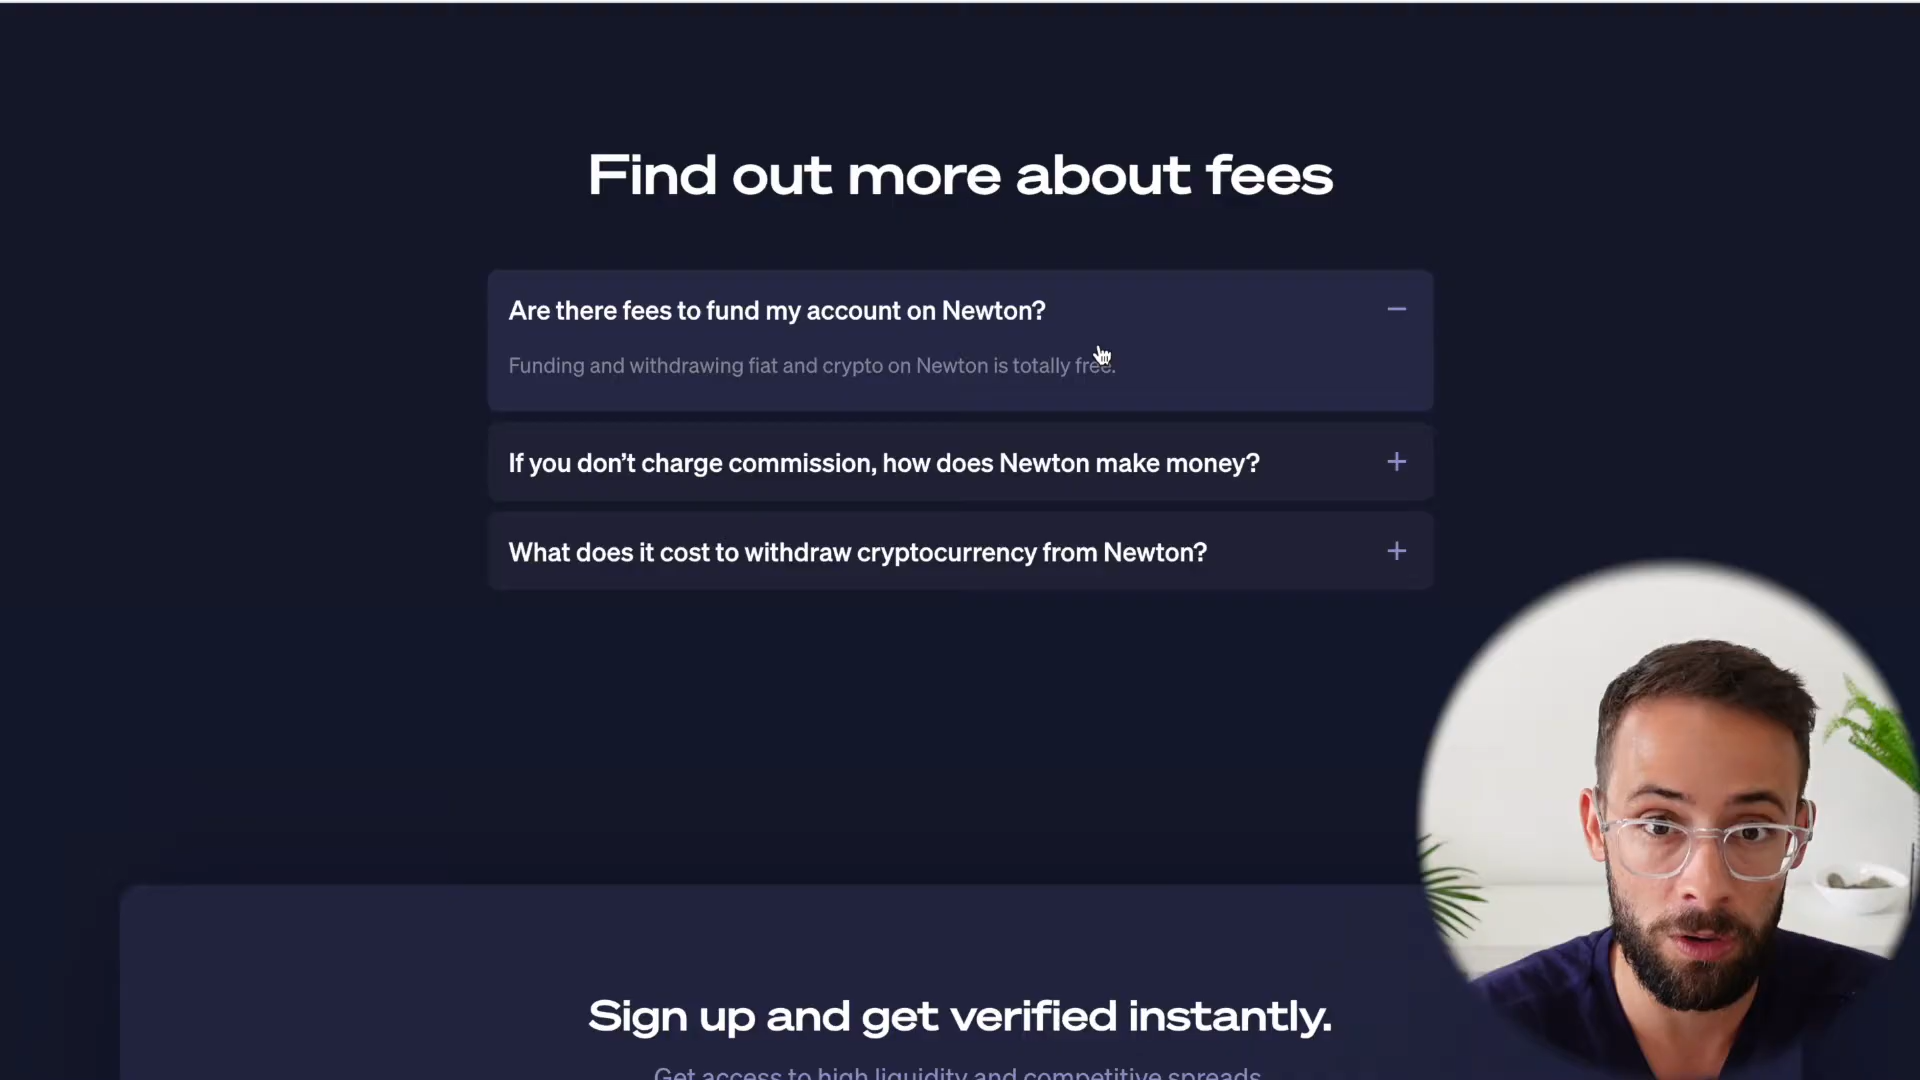 Find out more about fees
Are there fees to fund my account on Newton?
Funding and withdrawing fiat and crypto on Newton is totally free.
If you don’t charge commission, how does Newton make money?
What does it cost to withdraw cryptocurrency from Newton?
Sign up and get verified instantly.
Get access to high liquidity and competitive spreads